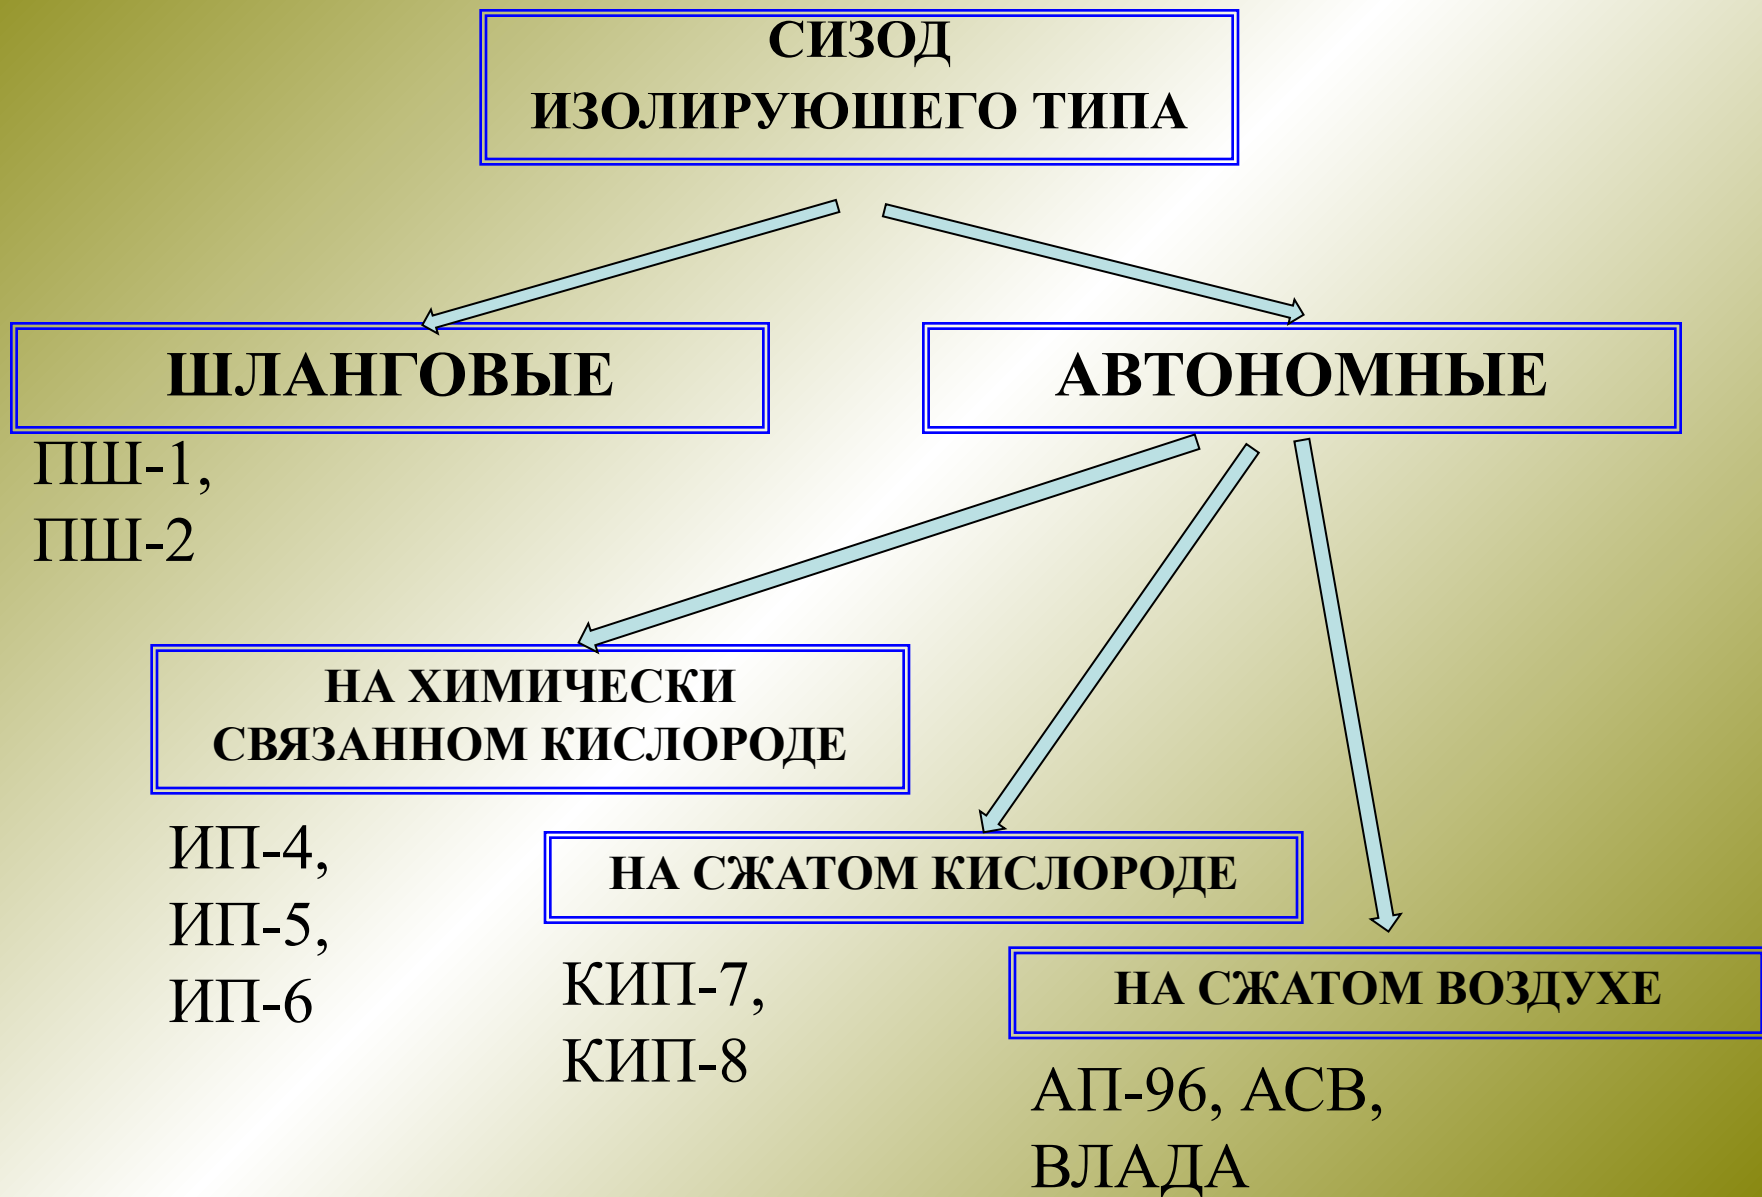 СИЗОД
ИЗОЛИРУЮШЕГО ТИПА
ШЛАНГОВЫЕ
ПШ-1,
ПШ-2
АВТОНОМНЫЕ
НА ХИМИЧЕСКИ
СВЯЗАННОМ КИСЛОРОДЕ
ИП-4,
ИП-5,
ИП-6
НА СЖАТОМ КИСЛОРОДЕ
КИП-7,
КИП-8
НА СЖАТОМ ВОЗДУХЕ
АП-96, АСВ,
ВЛАДА